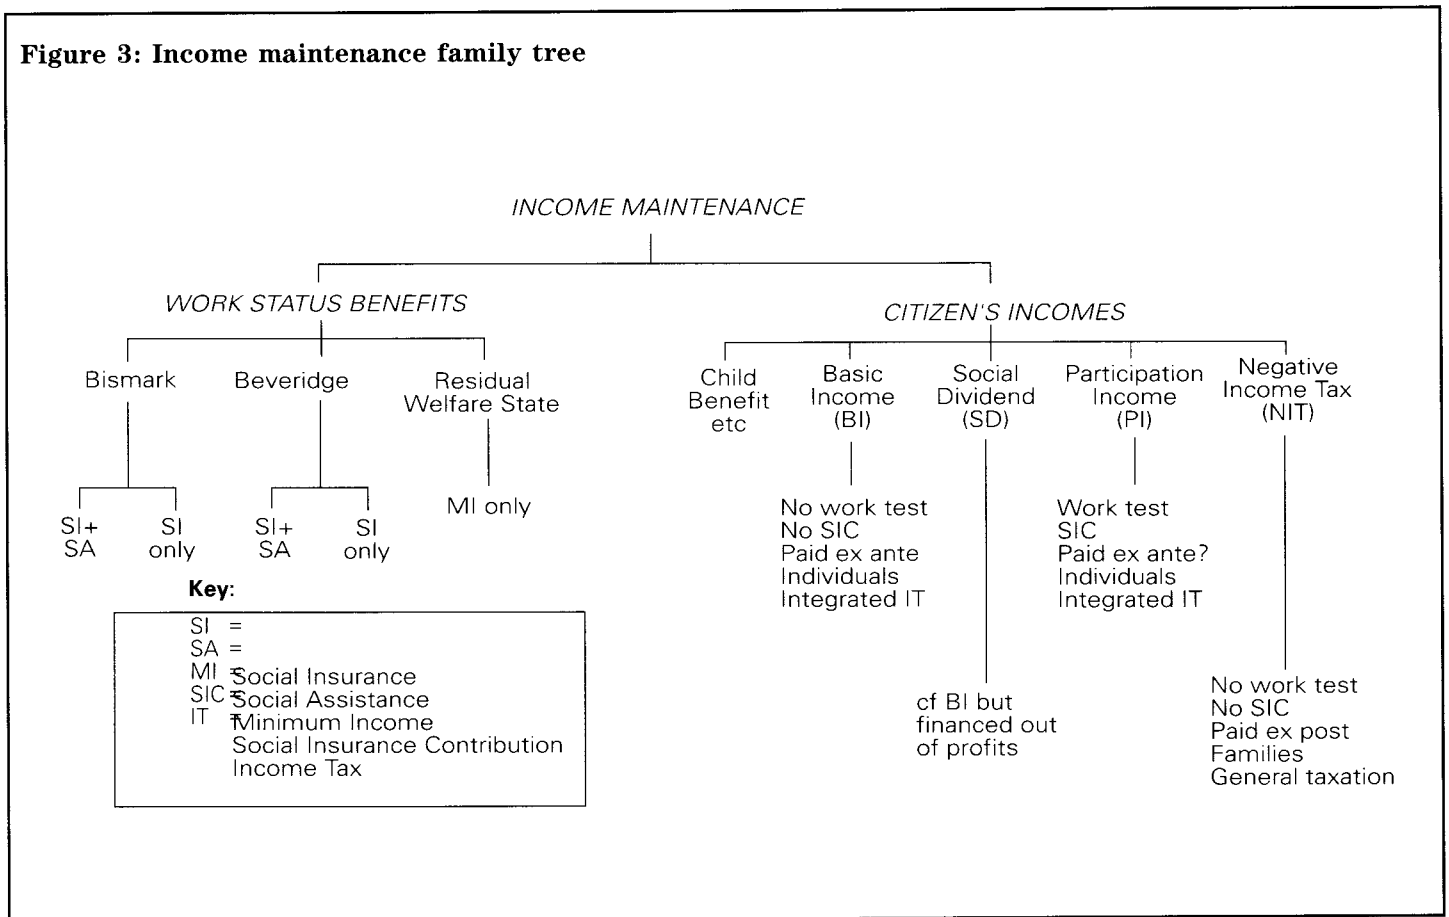 Figure 3: Income maintenance family tree
INCOME MAINTENANCE
WORK STATUS BENEFITS
CITIZEN'S INCOMES
Bismark
Beveridge
Residual
Welfare State
SI+
SA
SI
only
SI+
SA
SI
only
MI only
Child
Benefit
etc
Basic
Income
(BI)
Social
Dividend
(SD)
Participation
Income
(PI)
Negative
Income Tax
(NIT)
No work test
No SIC
Paid ex ante
Individuals
Integrated IT
cf BI but
financed out
of profits
Work test
SIC
Paid ex ante?
Individuals
Integrated IT
No work test
No SIC
Paid ex post
Families
General taxation
Key:
SI =
SA =
MI =
SIC =
IT =
Social Insurance
Social Assistance
Minimum Income
Social Insurance Contribution
Income Tax